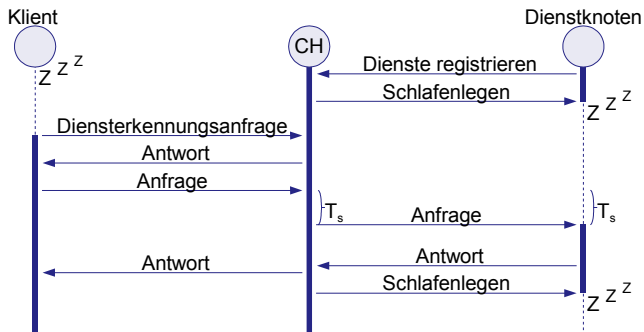 Klient
CH
Dienstknoten
Z Z Z
Dienste registrieren
Schlafenlegen
Z Z Z
Diensterkennungsanfrage
Antwort
Anfrage
Ts
Anfrage
Ts
Antwort
Antwort
Schlafenlegen
Z Z Z